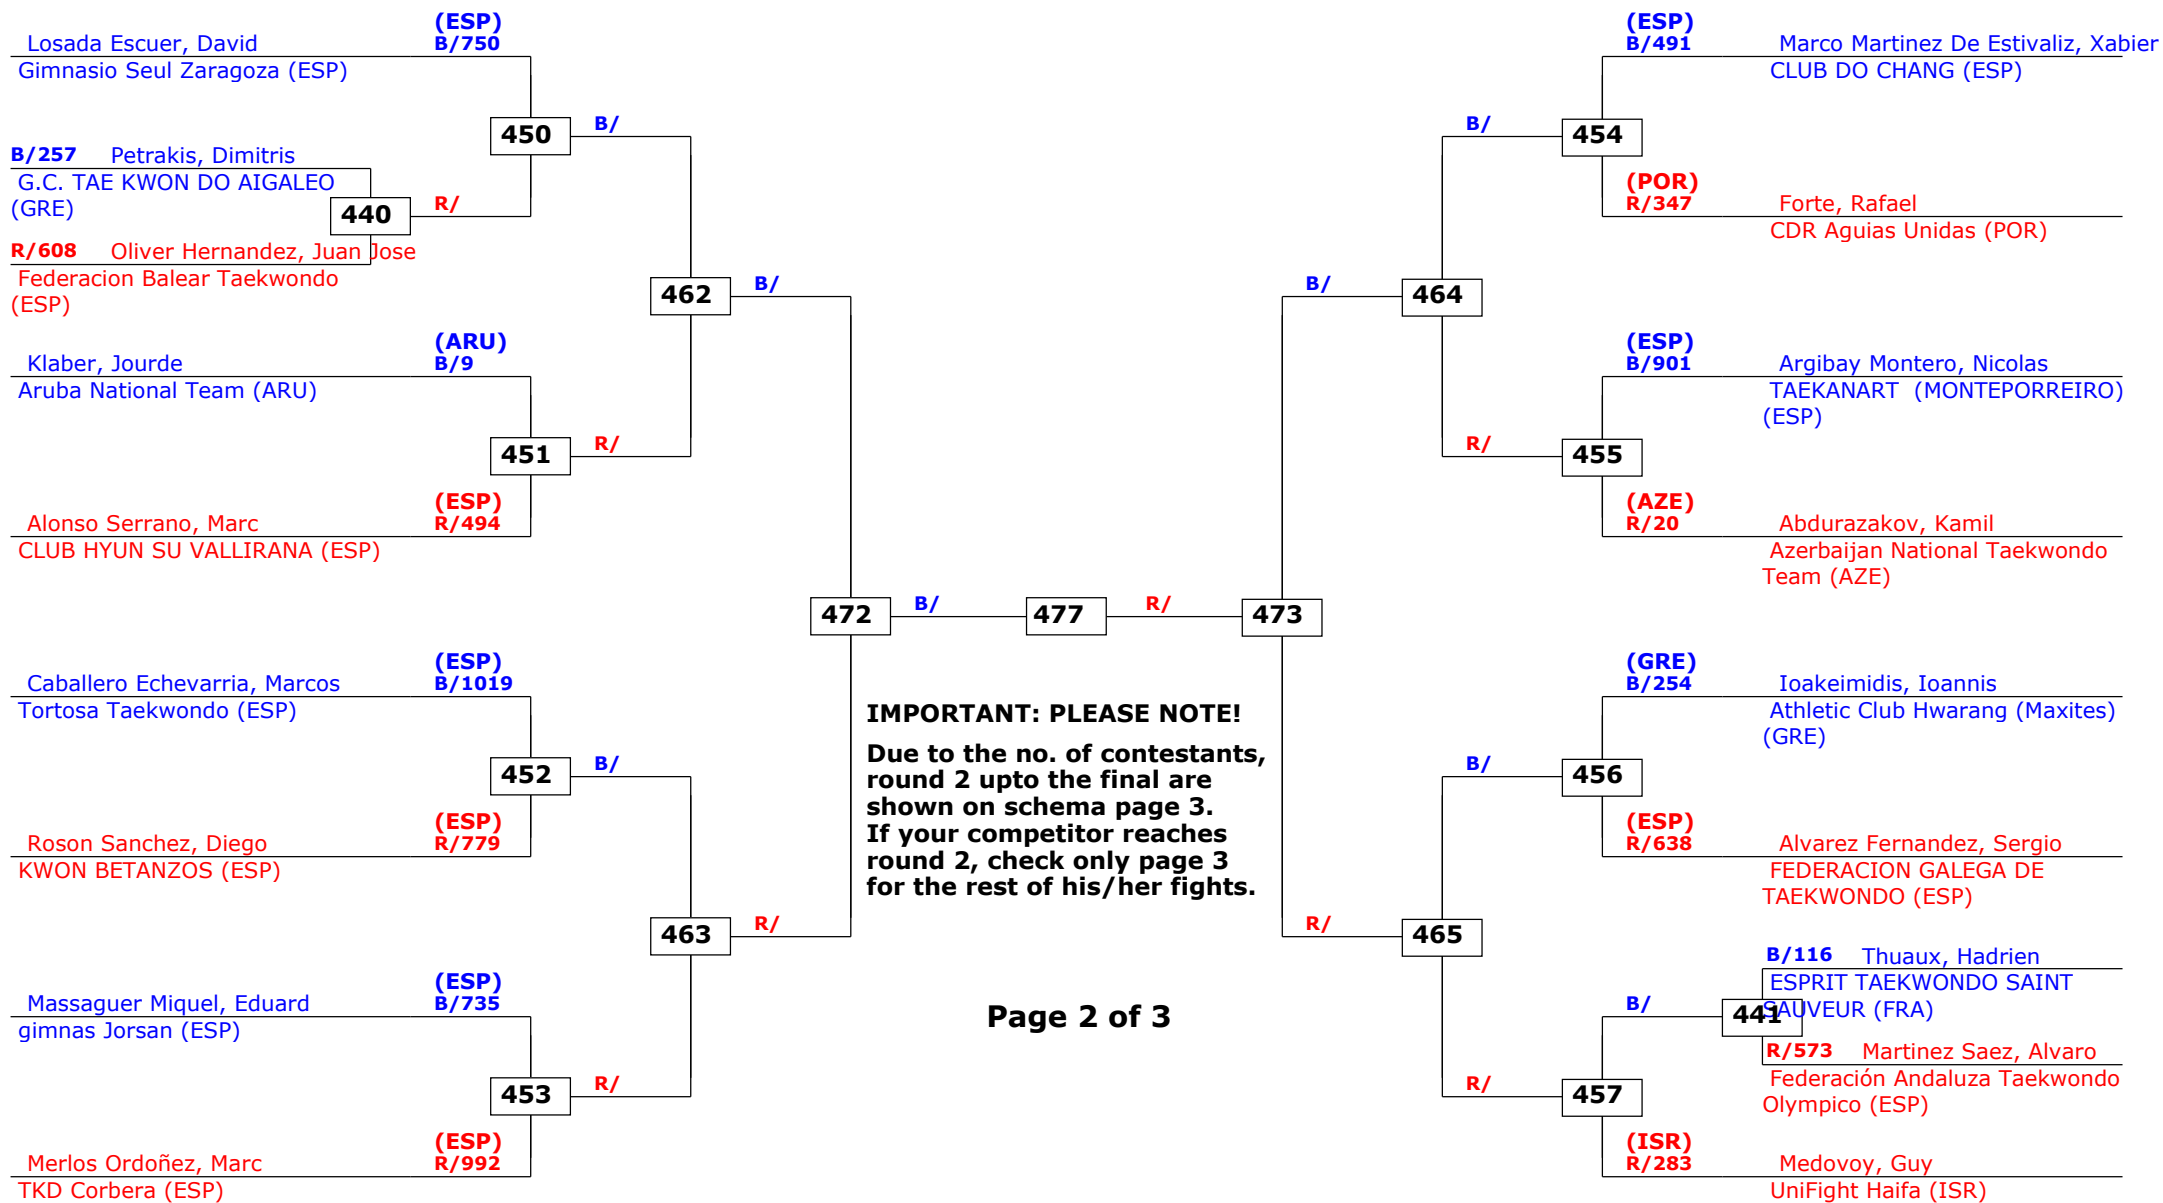 (ESP)
Losada Escuer, David B/750
Gimnasio Seul Zaragoza (ESP)
450 B/
B/257 Petrakis, Dimitris
G.C. TAE KWON DO AIGALEO
(GRE)
440 R/
R/608 Oliver Hernandez, Juan Jose
Federacion Balear Taekwondo
(ESP)
462 B/
(ARU)
Klaber, Jourde B/9
Aruba National Team (ARU)
451 R/
(ESP)
Alonso Serrano, Marc R/494
CLUB HYUN SU VALLIRANA (ESP)
472 B/
477
R/ 473
(ESP)
Caballero Echevarria, Marcos B/1019
Tortosa Taekwondo (ESP)
452 B/
(ESP)
Roson Sanchez, Diego R/779
KWON BETANZOS (ESP)
463 R/
(ESP)
Massaguer Miquel, Eduard B/735
gimnas Jorsan (ESP)
453 R/
(ESP)
Merlos Ordoñez, Marc R/992
TKD Corbera (ESP)
IMPORTANT: PLEASE NOTE!
Due to the no. of contestants,
round 2 upto the final are
shown on schema page 3.
If your competitor reaches
round 2, check only page 3
for the rest of his/her fights.
Page 2 of 3
(ESP)
B/491 Marco Martinez De Estivaliz, Xabier
CLUB DO CHANG (ESP)
B/ 454
(POR)
R/347 Forte, Rafael
CDR Aguias Unidas (POR)
B/ 464
(ESP)
B/901 Argibay Montero, Nicolas
TAEKANART (MONTEPORREIRO)
(ESP)
R/ 455
(AZE)
R/20 Abdurazakov, Kamil
Azerbaijan National Taekwondo
Team (AZE)
(GRE)
B/254 Ioakeimidis, Ioannis
Athletic Club Hwarang (Maxites)
(GRE)
B/ 456
(ESP)
R/638 Alvarez Fernandez, Sergio
FEDERACION GALEGA DE
TAEKWONDO (ESP)
R/ 465
B/116 Thuaux, Hadrien
ESPRIT TAEKWONDO SAINT
SAUVEUR (FRA)
B/ 441
R/573 Martinez Saez, Alvaro
Federación Andaluza Taekwondo
Olympico (ESP)
R/ 457
(ISR)
R/283 Medovoy, Guy
UniFight Haifa (ISR)